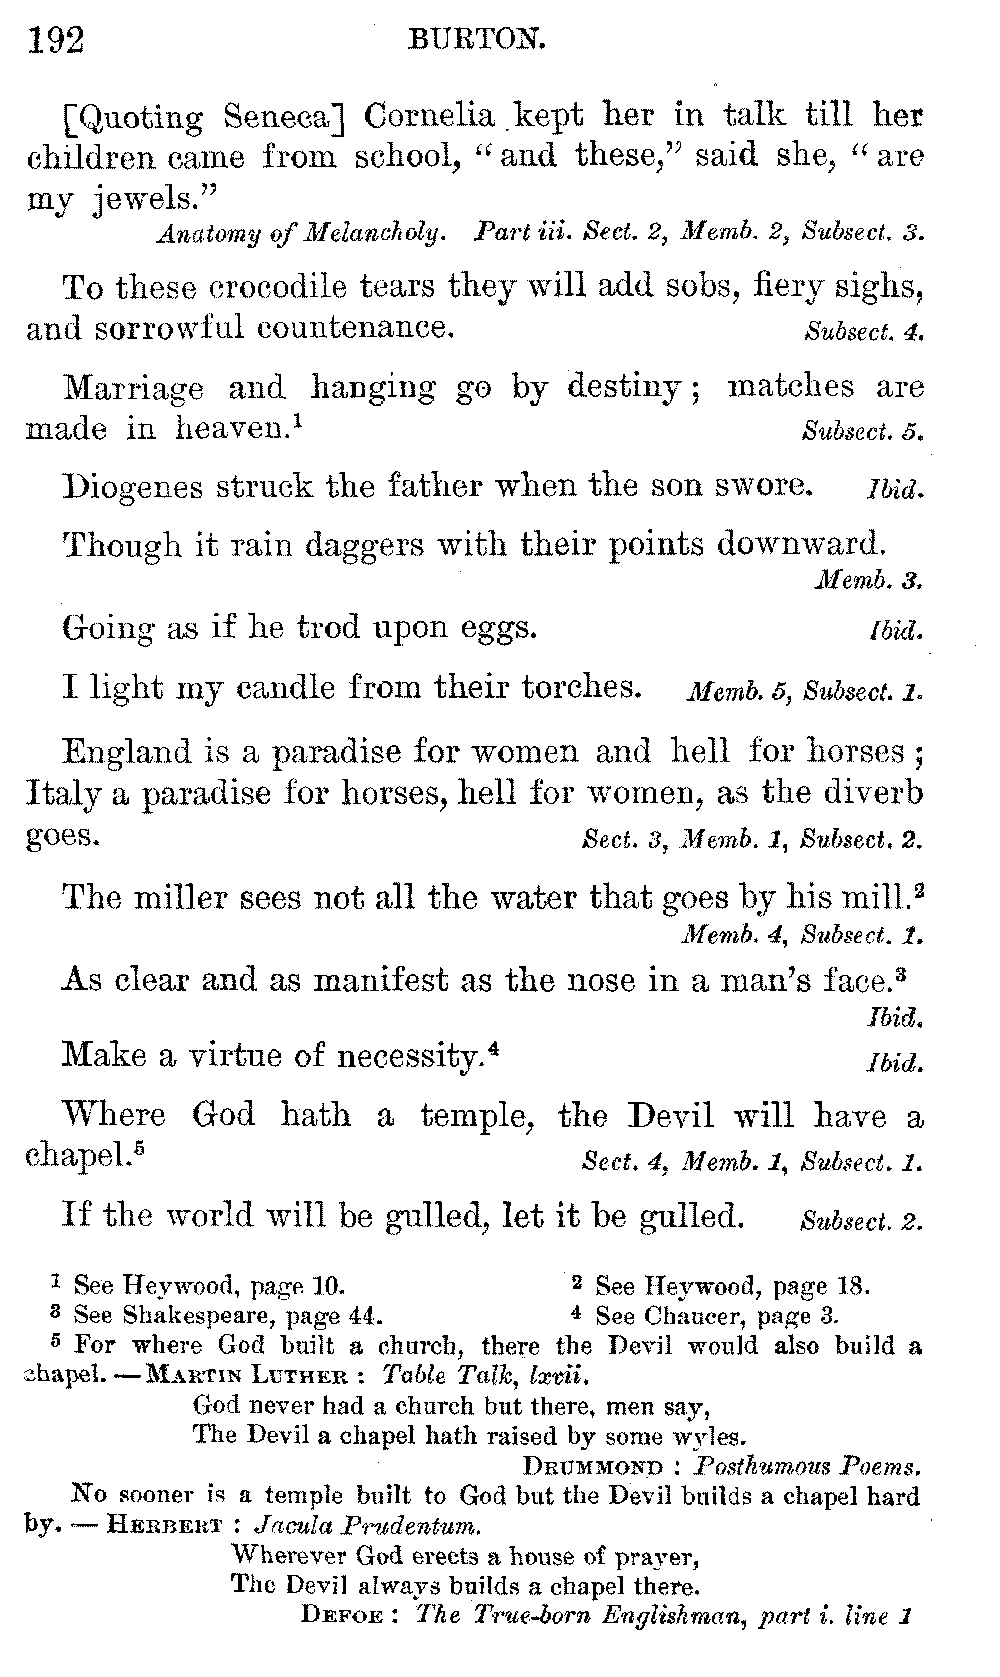 192 BURTON.
[Quoting Seneca] Cornelia kept her in talk till her
children came from school, “and these,” said she, “are
my jewels.”
Anatomy of Melancholy. Part iii. Sect. 2, Memb. 2, Subsect. 3.
To these crocodile tears they will add sobs, fiery sighs,
and sorrowful countenance. Subsect. 4.
Marriage and hanging go by destiny; matches are
made in heaven.¹ Subsect. 5.
Diogenes struck the father when the son swore. Ibid.
Though it rain daggers with their points downward.
Memb. 3.
Going as if he trod upon eggs. Ibid.
I light my candle from their torches. Memb. 5, Subsect. 1.
England is a paradise for women and hell for horses;
Italy a paradise for horses, hell for women, as the diverb
goes. Sect. 3, Memb. 1, Subsect. 2.
The miller sees not all the water that goes by his mill.²
Memb. 4, Subsect. 1.
As clear and as manifest as the nose in a man’s face.³
Ibid.
Make a virtue of necessity.⁴ Ibid.
Where God hath a temple, the Devil will have a
chapel.⁵ Sect. 4, Memb. 1, Subsect. 1.
If the world will be gulled, let it be gulled. Subsect. 2.
¹ See Heywood, page 10. ² See Heywood, page 18.
³ See Shakespeare, page 44. ⁴ See Chaucer, page 3.
⁵ For where God built a church, there the Devil would also build a
chapel. — MARTIN LUTHER: Table Talk, lxvii.
God never had a church but there, men say,
The Devil a chapel hath raised by some wyles.
DRUMMOND: Posthumous Poems.
No sooner is a temple built to God but the Devil builds a chapel hard
by. — HERBERT: Jacula Prudentum.
Wherever God erects a house of prayer,
The Devil always builds a chapel there.
DEFOE: The True-born Englishman, part i. line 1